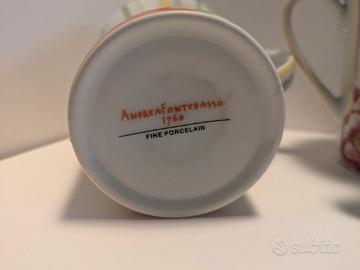 ANDREAFONTEBASSO
1760
FINE PORCELAIN
subito